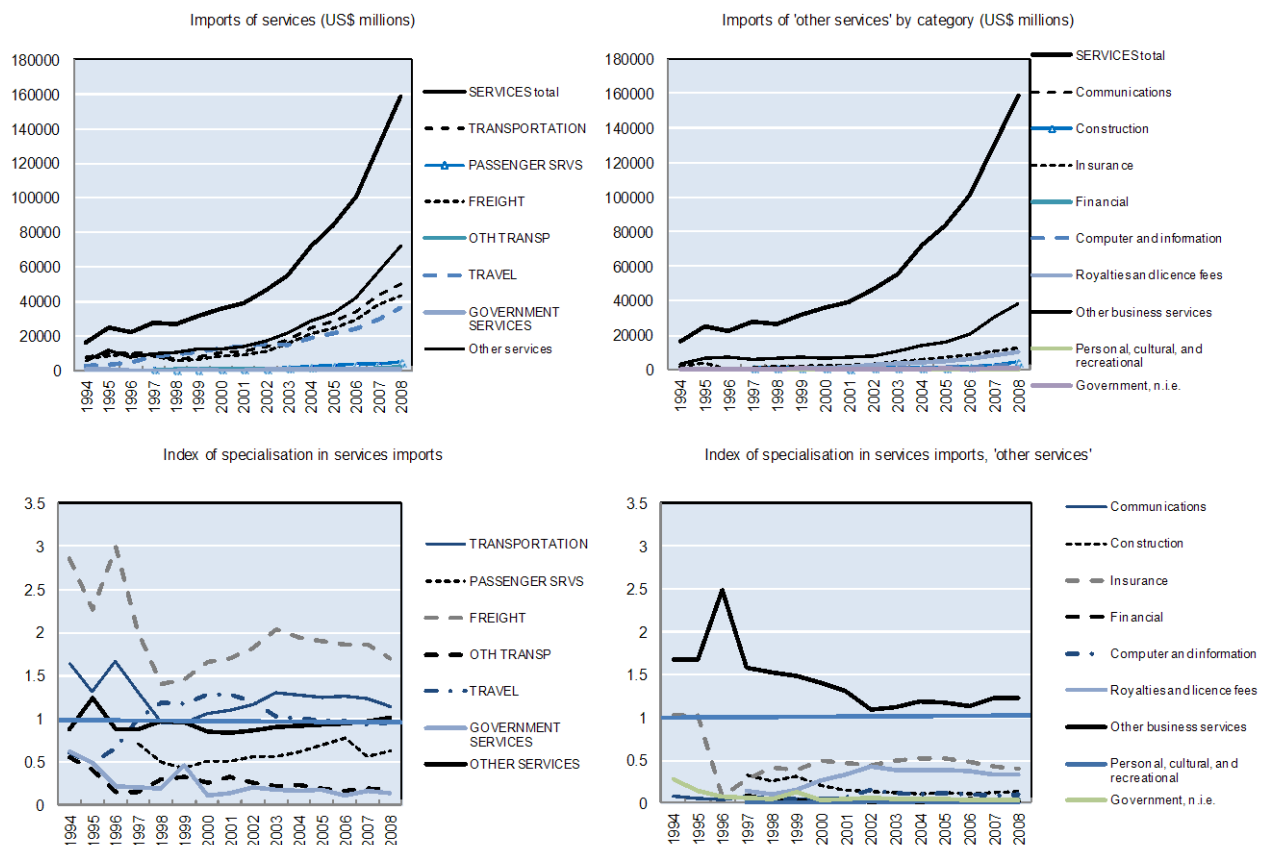 Imports of services (US$ millions)
180000
160000
140000
120000
100000
80000
60000
40000
20000
0
1994
1995
1996
1997
1998
1999
2000
2001
2002
2003
2004
2005
2006
2007
2008
SERVICES total
TRANSPORTATION
PASSENGER SRVS
FREIGHT
OTH TRANSP
TRAVEL
GOVERNMENT
SERVICES
Other services
Imports of 'other services' by category (US$ millions)
180000
160000
140000
120000
100000
80000
60000
40000
20000
0
1994
1995
1996
1997
1998
1999
2000
2001
2002
2003
2004
2005
2006
2007
2008
SERVICES total
Communications
Construction
Insurance
Financial
Computer and information
Royalties and licence fees
Other business services
Personal, cultural, and
recreational
Government, n.i.e.
Index of specialisation in services imports
3.5
3
2.5
2
1.5
1
0.5
0
1994
1995
1996
1997
1998
1999
2000
2001
2002
2003
2004
2005
2006
2007
2008
TRANSPORTATION
PASSENGER SRVS
FREIGHT
OTH TRANSP
TRAVEL
GOVERNMENT
SERVICES
OTHER SERVICES
Index of specialisation in services imports, 'other services'
3.5
3
2.5
2
1.5
1
0.5
0
1994
1995
1996
1997
1998
1999
2000
2001
2002
2003
2004
2005
2006
2007
2008
Communications
Construction
Insurance
Financial
Computer and information
Royalties and licence fees
Other business services
Personal, cultural, and
recreational
Government, n.i.e.